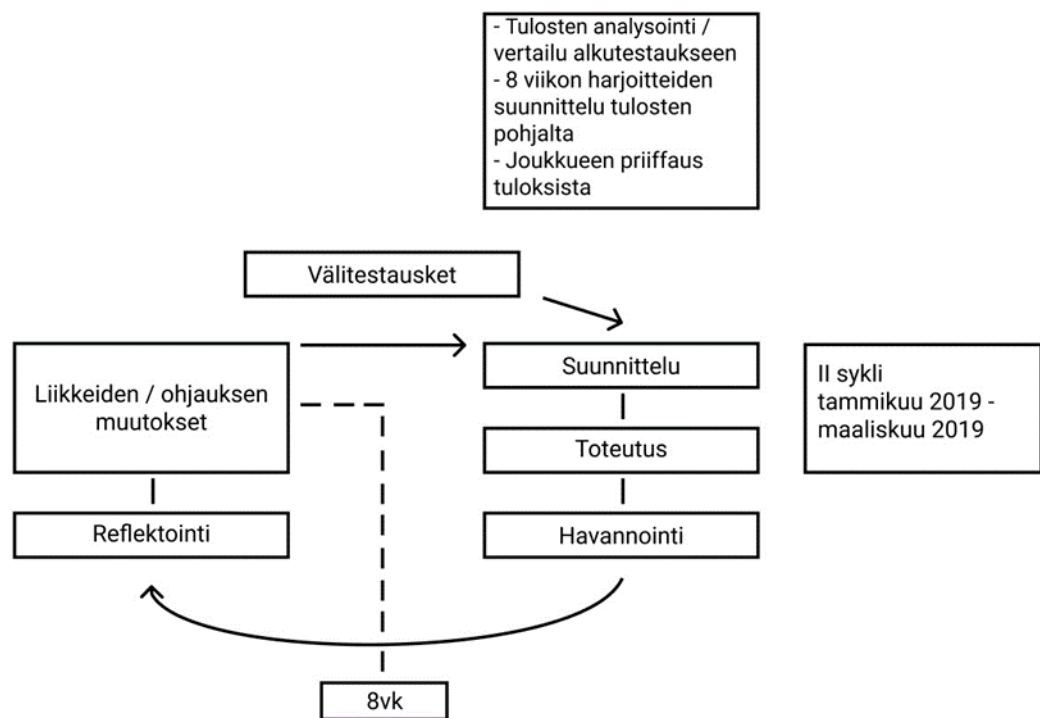 - Tulosten analysointi /
vertailu alkutestaukseen
- 8 viikon harjoitteiden
suunnittelu tulosten
pohjalta
- Joukkueen priiffaus
tuloksista
Välitestausket
Liikkeiden / ohjauksen
muutokset
Suunnittelu
II sykli
tammikuu 2019 -
maaliskuu 2019
Toteutus
Reflektointi
Havannointi
8vk